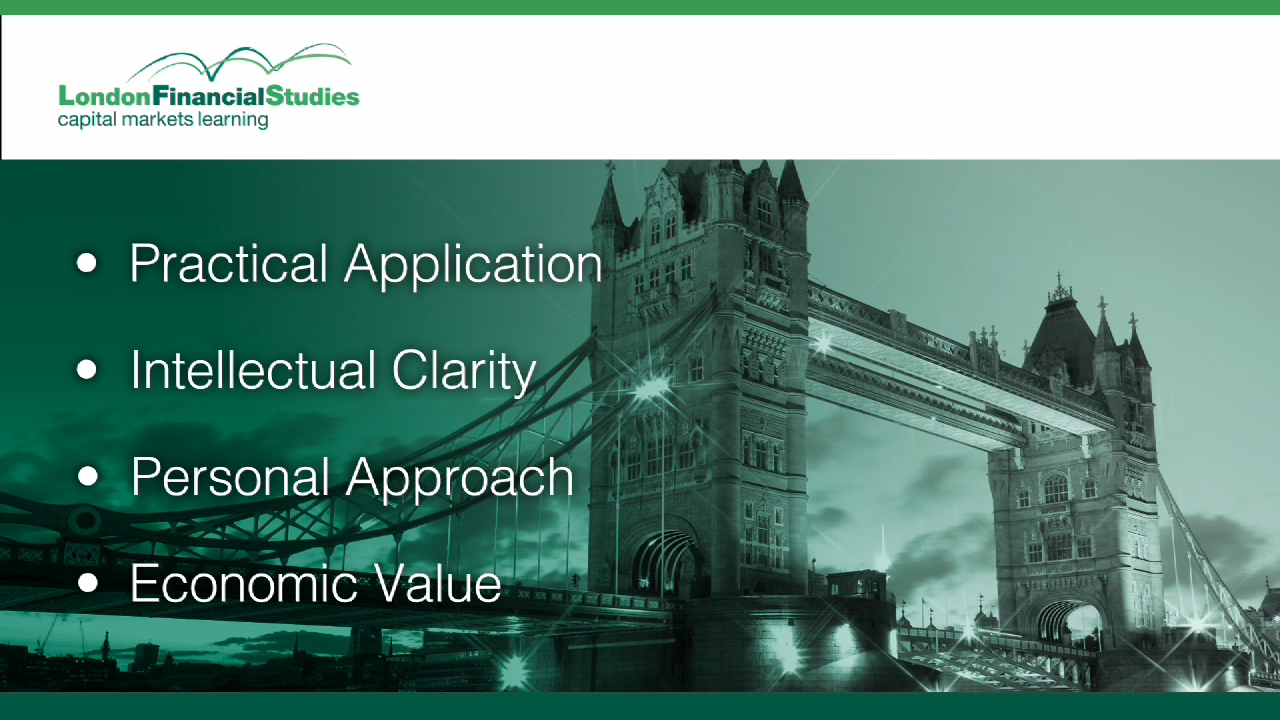 LondonFinancialStudies
capital markets learning
• Practical Application
• Intellectual Clarity
• Personal Approach
• Economic Value